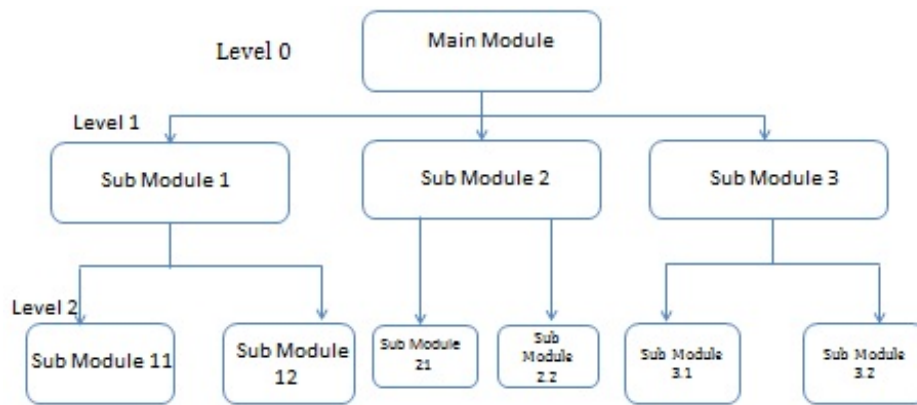 Level 0
Main Module
Level 1
Sub Module 1
Sub Module 2
Sub Module 3
Level 2
Sub Module 11
Sub Module
12
Sub Module
21
Sub
Module
2.2
Sub Module
3.1
Sub Module
3.2